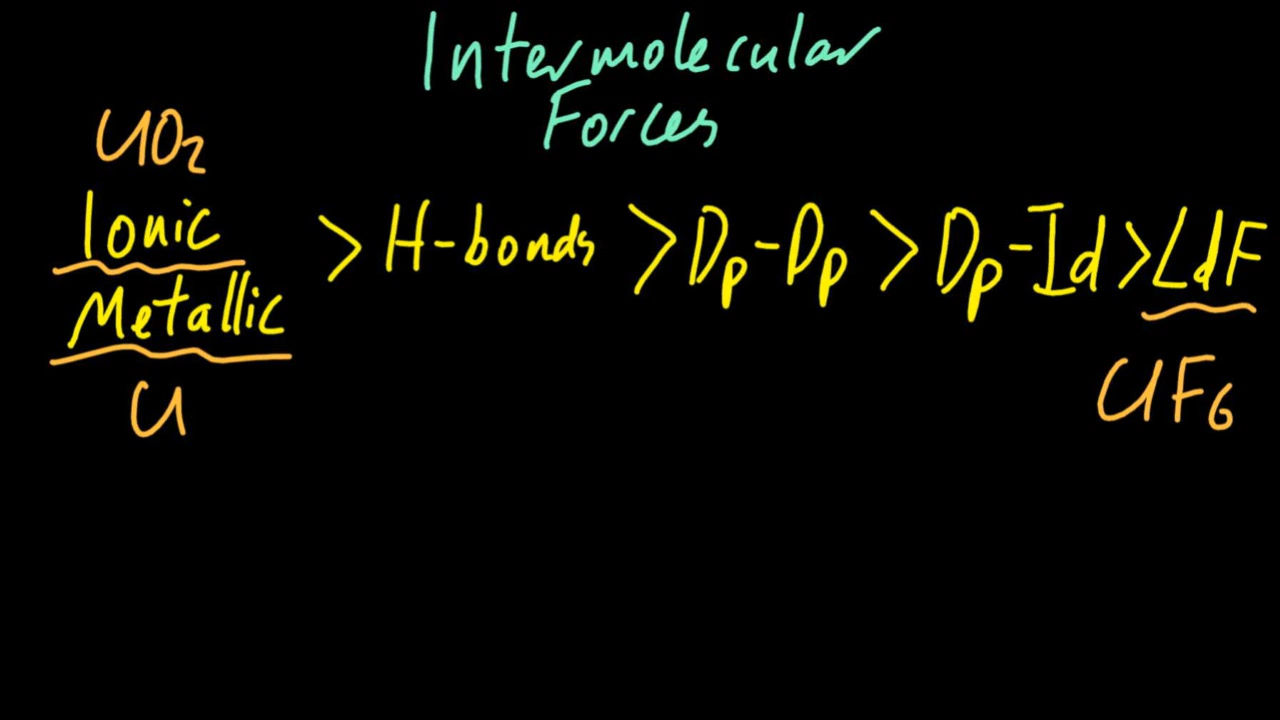 Intermolecular
Forces
UO₂
Ionic
Metallic
> H-bonds > Dp-Dp > Dp-Id > LdF
U
UF₆